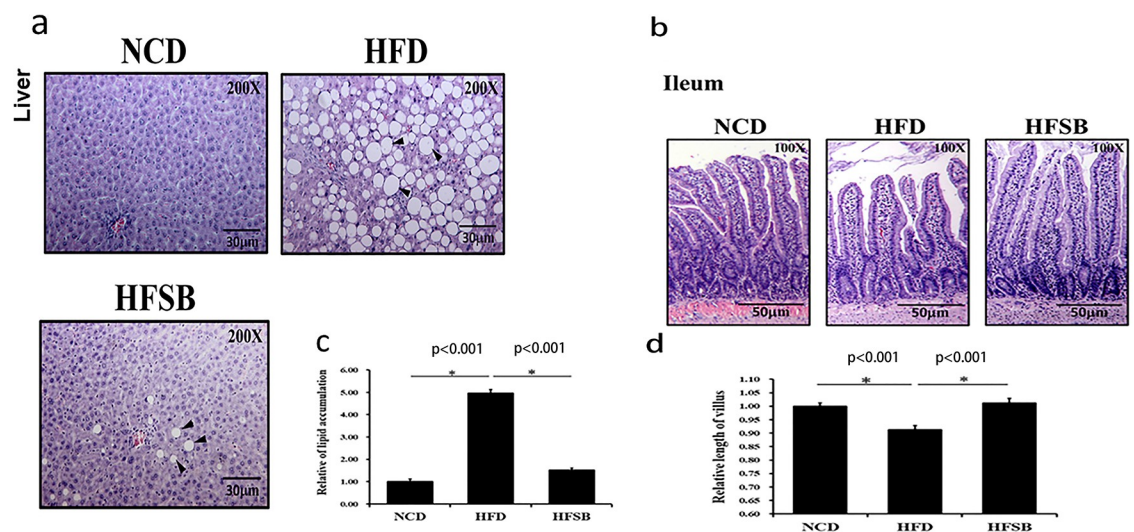 a
NCD
HFD
Liver
200X
30μm
200X
30μm
HFSB
200X
30μm
b
Ileum
NCD
HFD
HFSB
100X
50μm
100X
50μm
100X
50μm
c
p<0.001 p<0.001
* *
Relative of lipid accumulation
6.00
5.00
4.00
3.00
2.00
1.00
0.00
NCD HFD HFSB
d
p<0.001 p<0.001
* *
Relative length of villus
1.10
1.05
1.00
0.95
0.90
0.85
0.80
0.75
0.70
0.65
0.60
NCD HFD HFSB